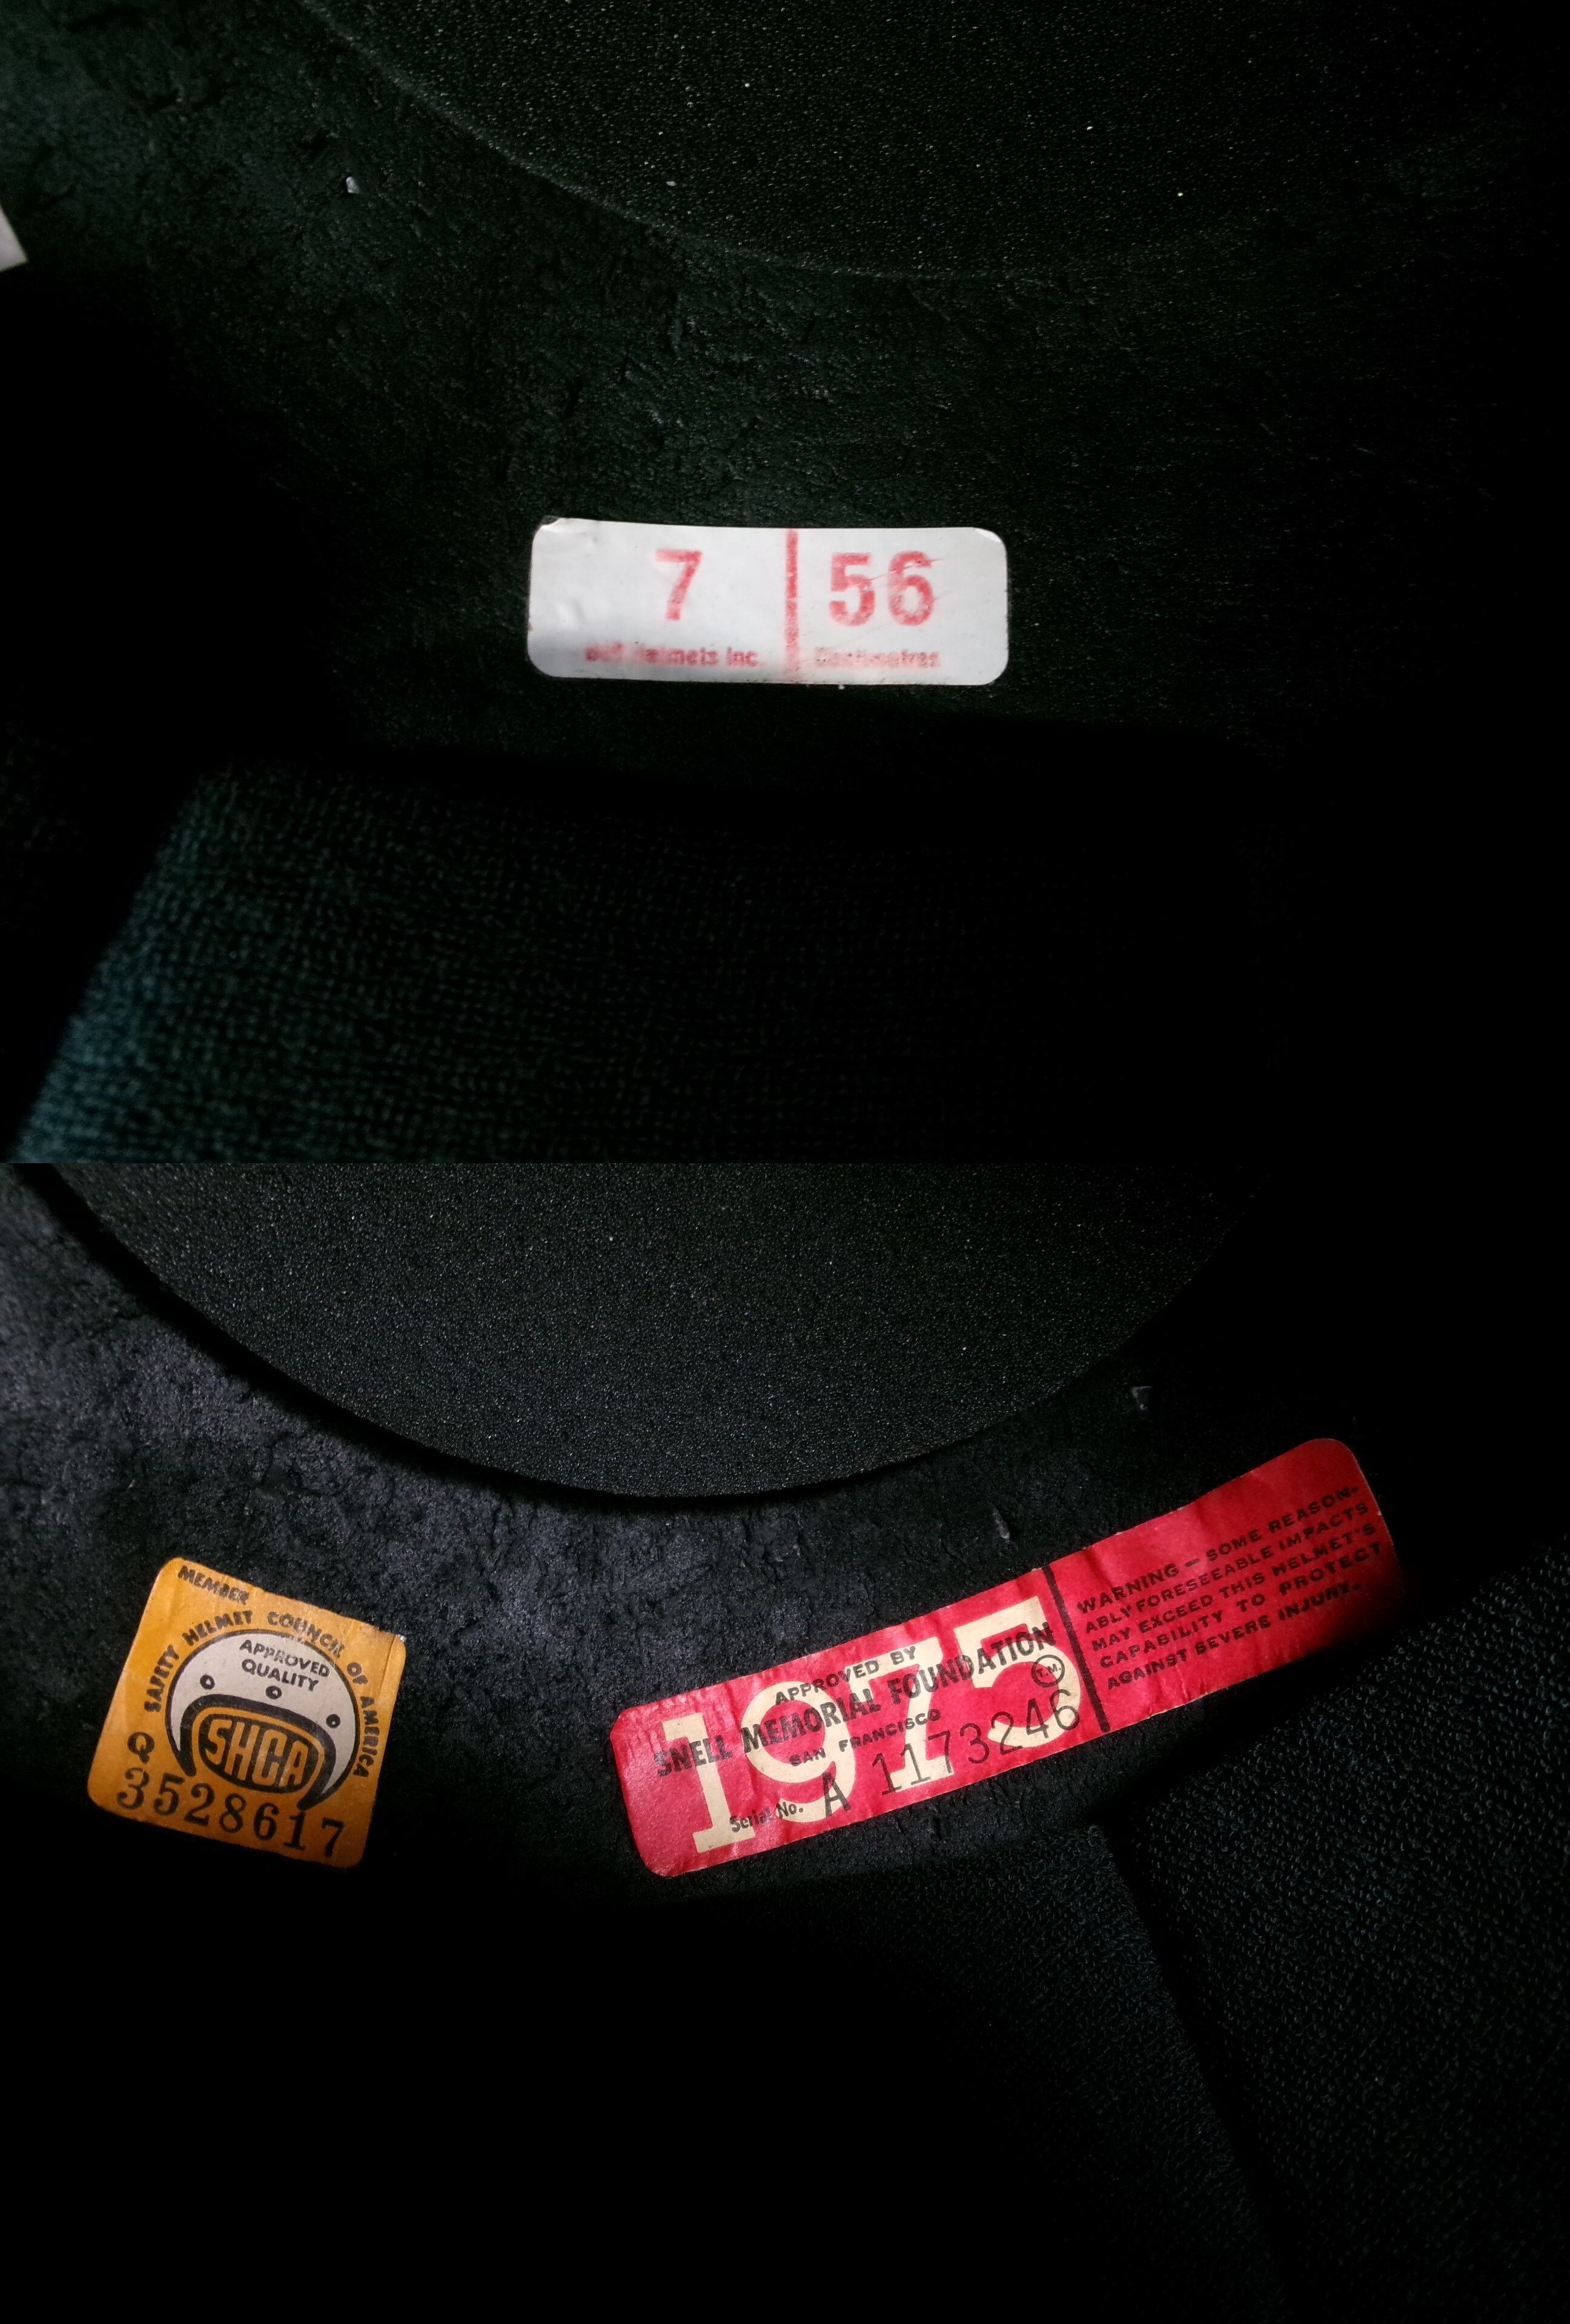 7 56
Helmets Inc
MEMBER
SAFETY HELMET COUNCIL OF AMERICA
APPROVED
QUALITY
SHCA
Q
3528617
1975
APPROVED BY
SNELL MEMORIAL FOUNDATION
T.M.
SAN FRANCISCO
Serial No. A 1173246
WARNING — SOME REASON-
ABLY FORESEEABLE IMPACTS
MAY EXCEED THIS HELMET'S
CAPABILITY TO PROTECT
AGAINST SEVERE INJURY.